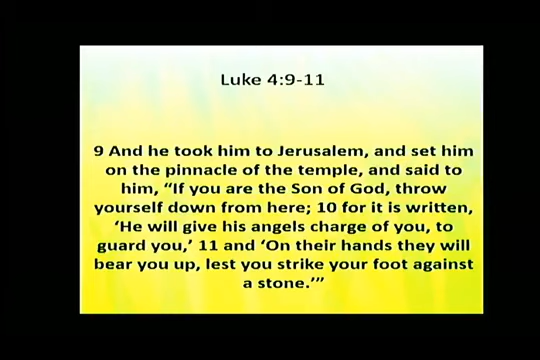 Luke 4:9-11
9 And he took him to Jerusalem, and set him
on the pinnacle of the temple, and said to
him, “If you are the Son of God, throw
yourself down from here; 10 for it is written,
‘He will give his angels charge of you, to
guard you,’ 11 and ‘On their hands they will
bear you up, lest you strike your foot against
a stone.’”